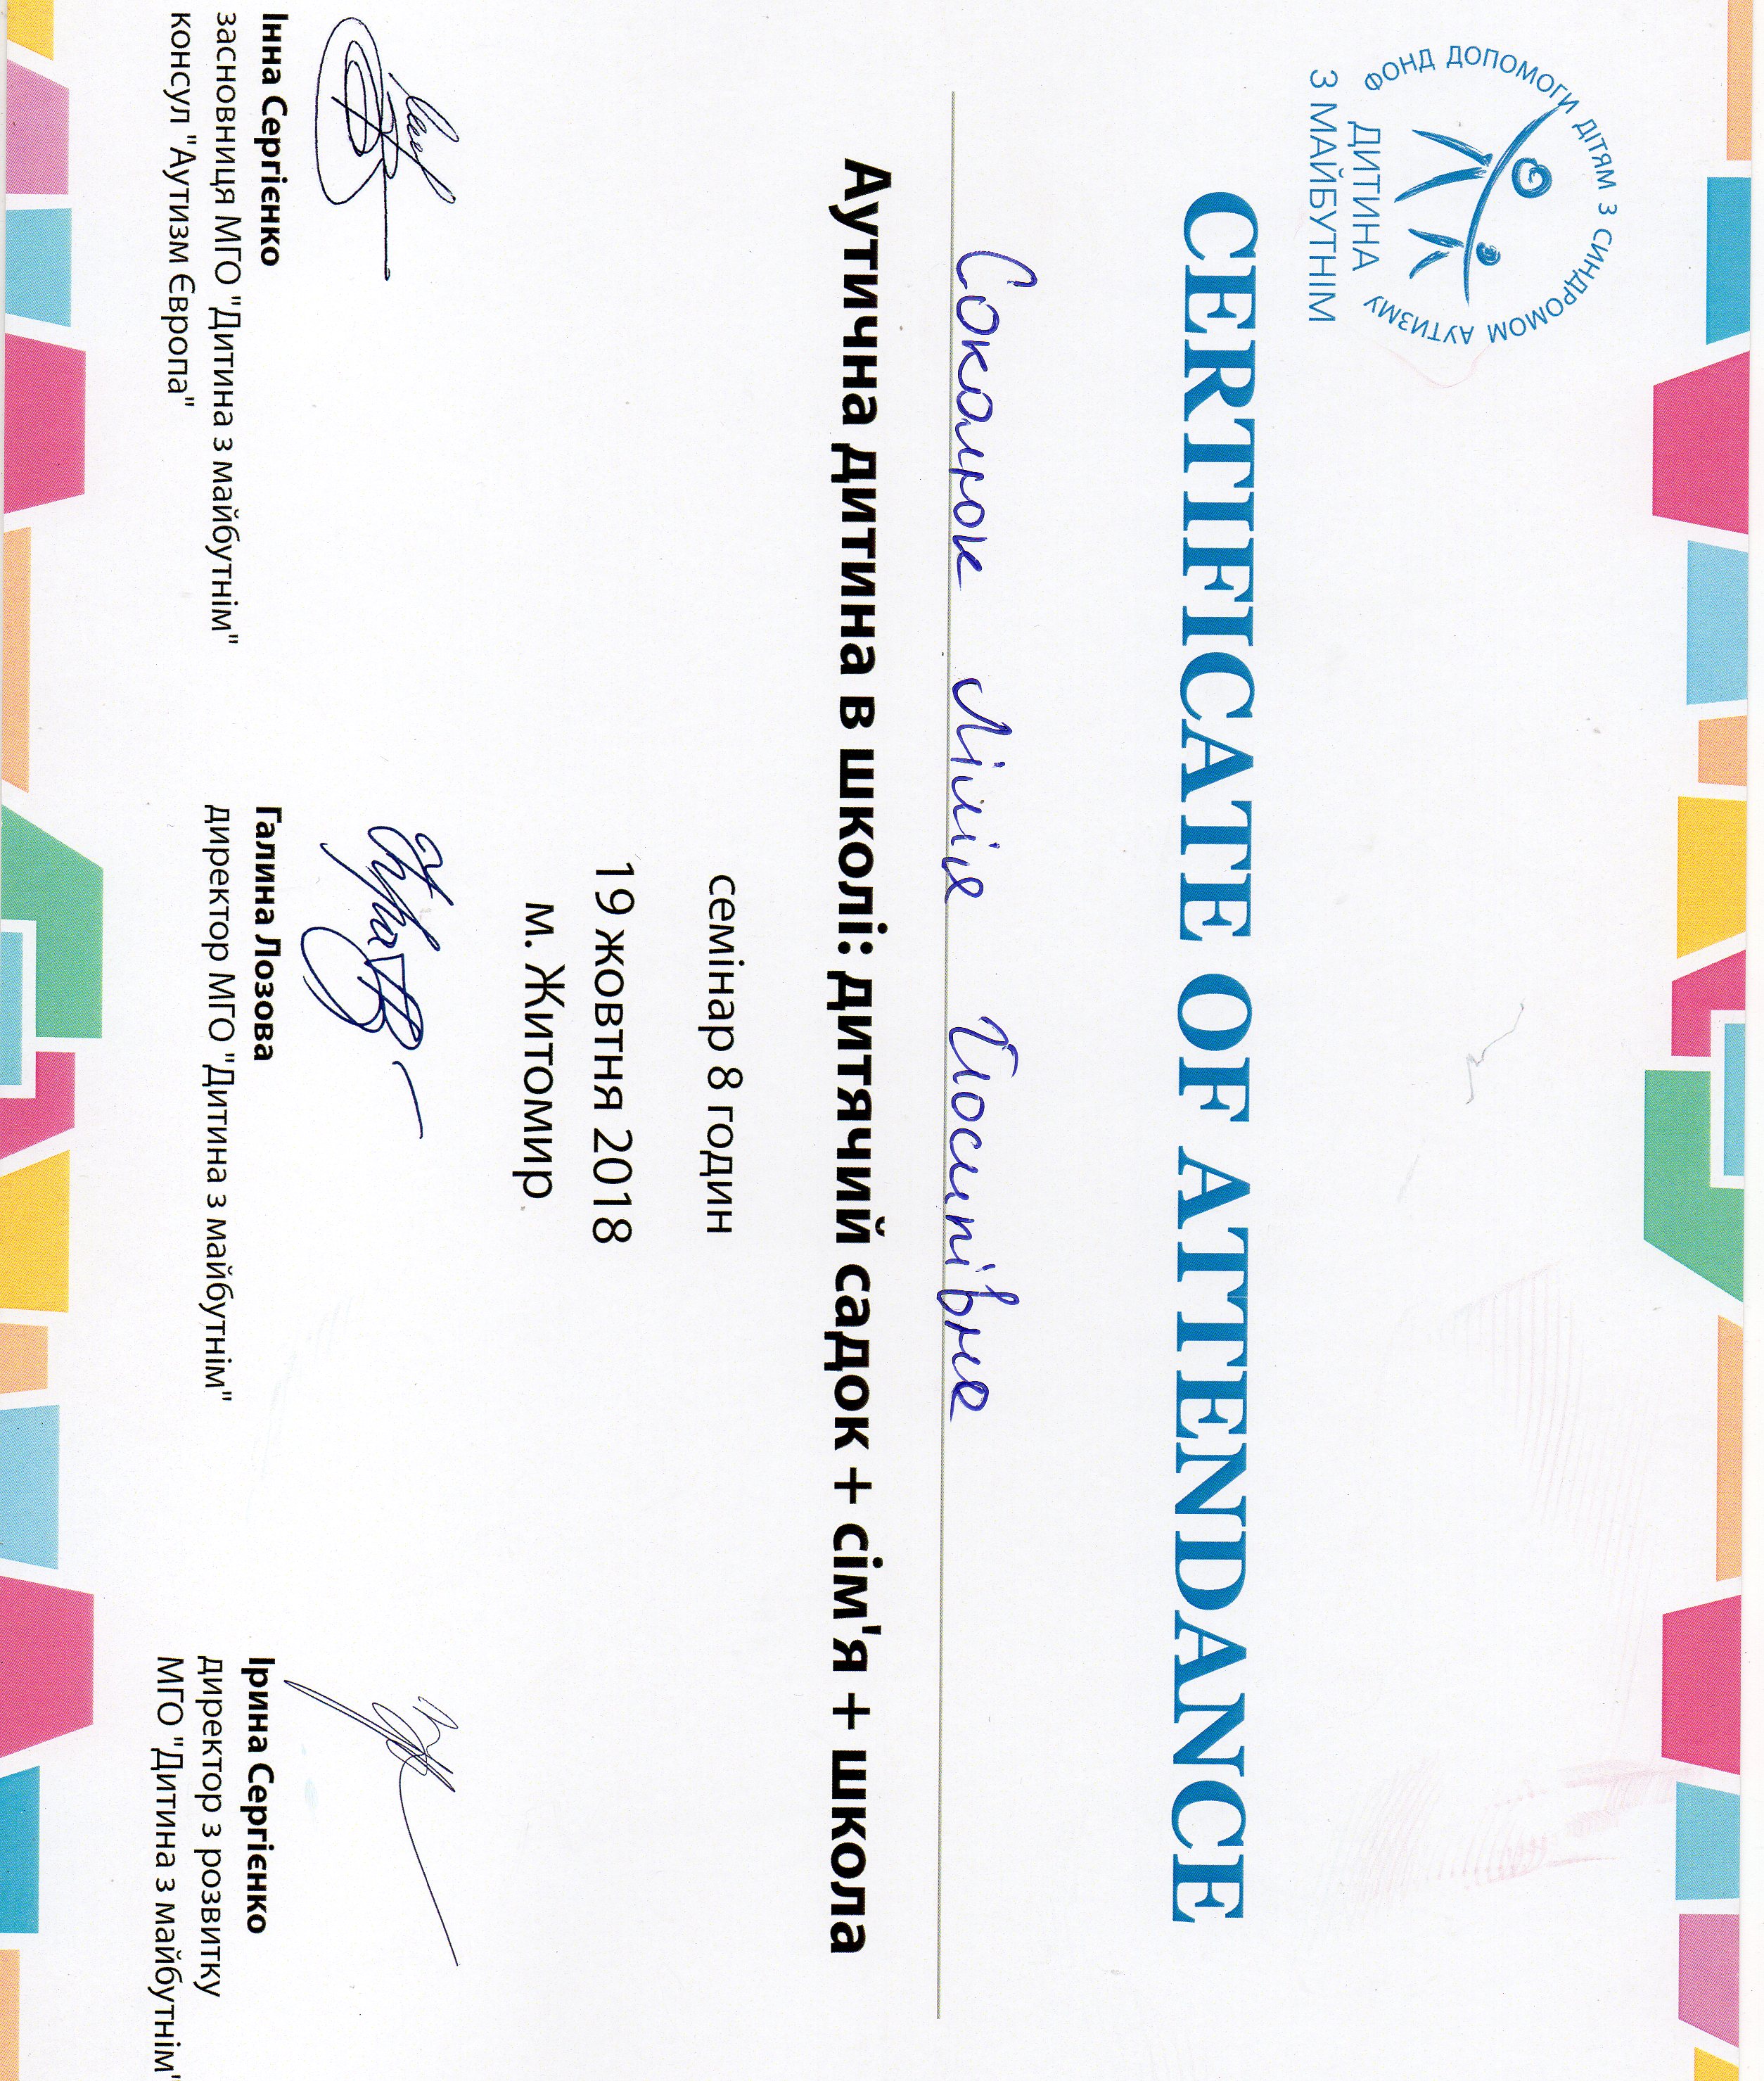 ФОНД ДОПОМОГИ ДІТЯМ З СИНДРОМОМ АУТИЗМУ
ДИТИНА
З МАЙБУТНІМ
CERTIFICATE OF ATTENDANCE
Соколюк Лілія Йосипівна
Аутична дитина в школі: дитячий садок + сім'я + школа
семінар 8 годин
19 жовтня 2018
м. Житомир
Інна Сергієнко
засновниця МГО "Дитина з майбутнім"
консул "Аутизм Європа"
Галина Лозова
директор МГО "Дитина з майбутнім"
Ірина Сергієнко
директор з розвитку
МГО "Дитина з майбутнім"